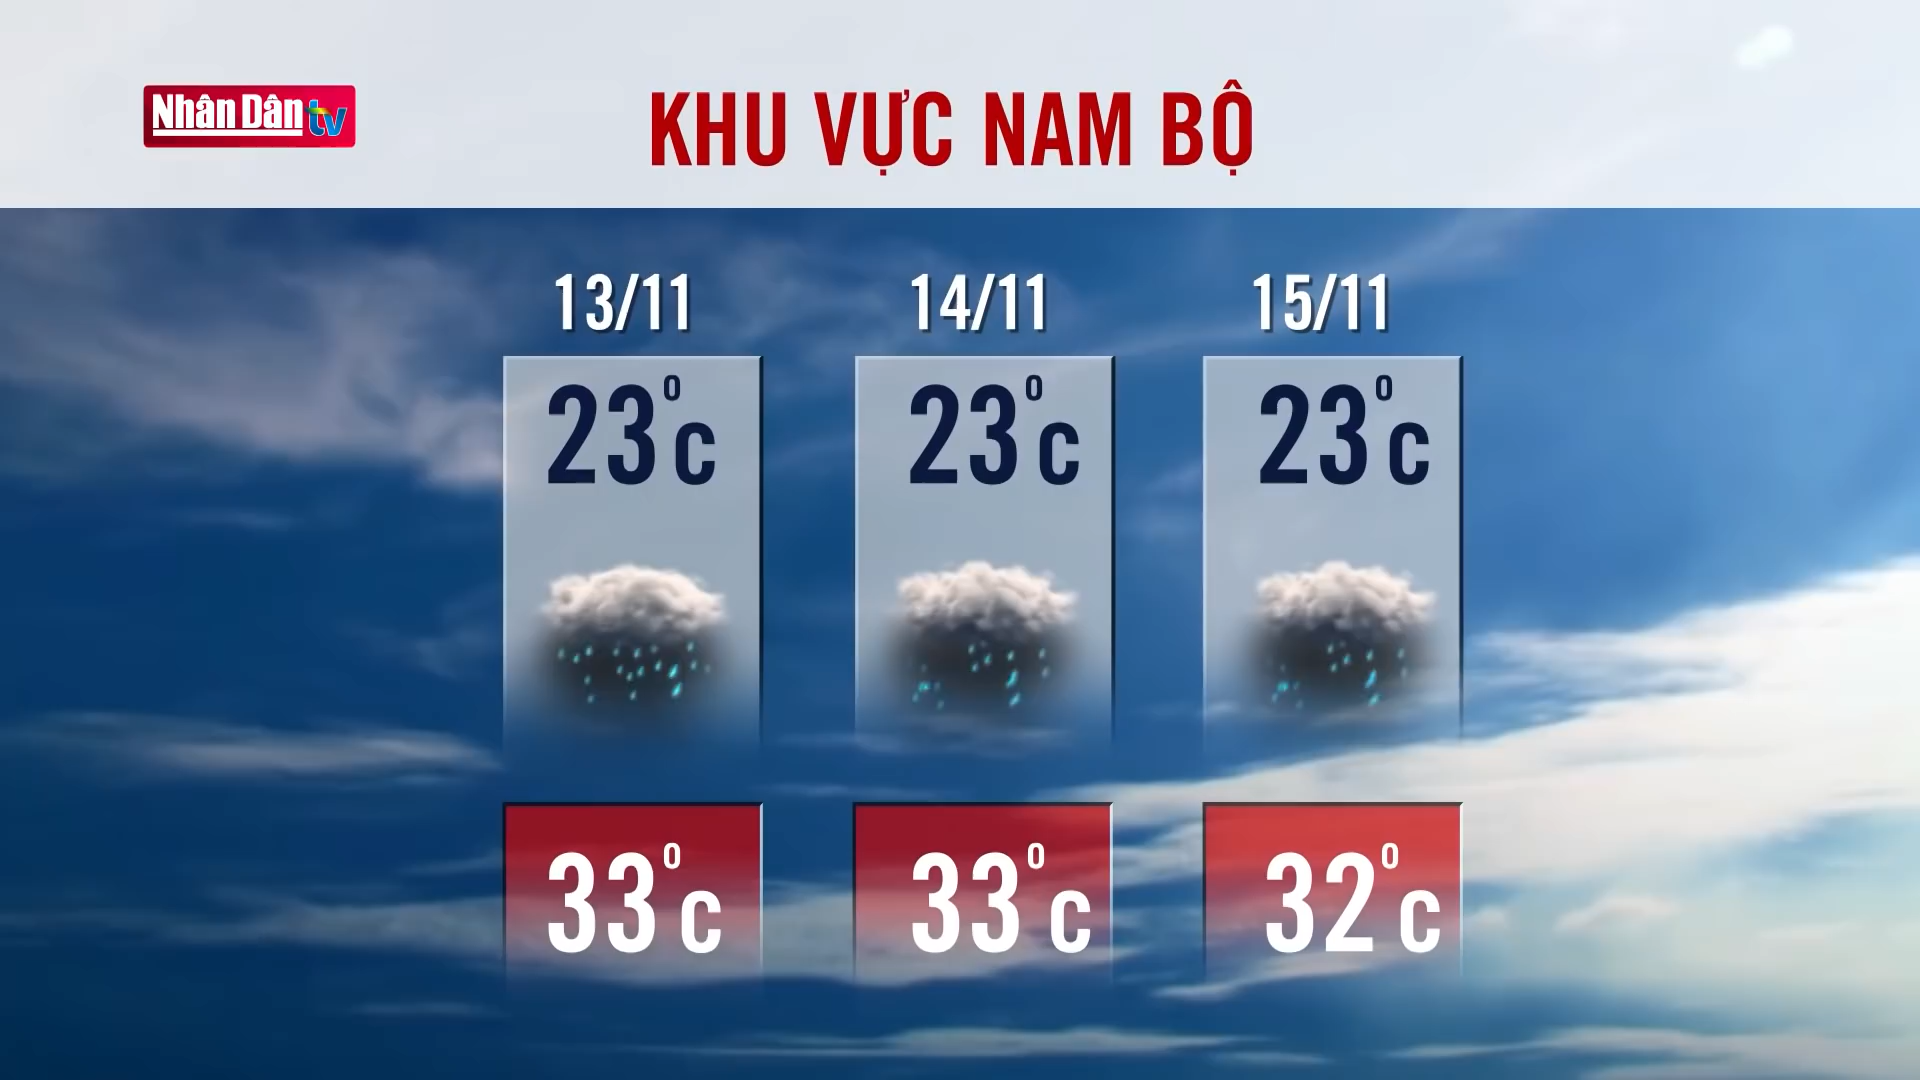 Nhân Dân tv
KHU VỰC NAM BỘ
13/11 14/11 15/11
23°C 23°C 23°C
33°C 33°C 32°C